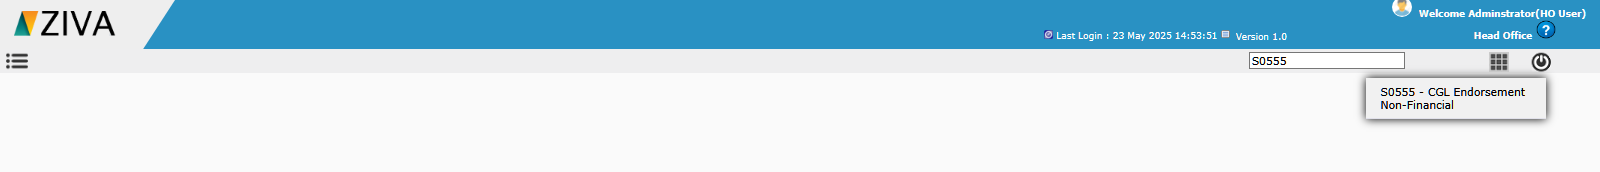 ZIVA
Welcome Adminstrator(HO User)
Last Login : 23 May 2025 14:53:51
Version 1.0
Head Office
?
S0555
S0555 - CGL Endorsement
Non-Financial